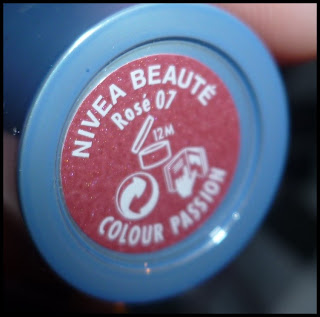 NIVEA BEAUTÉ
Rosé 07
12M
COLOUR PASSION